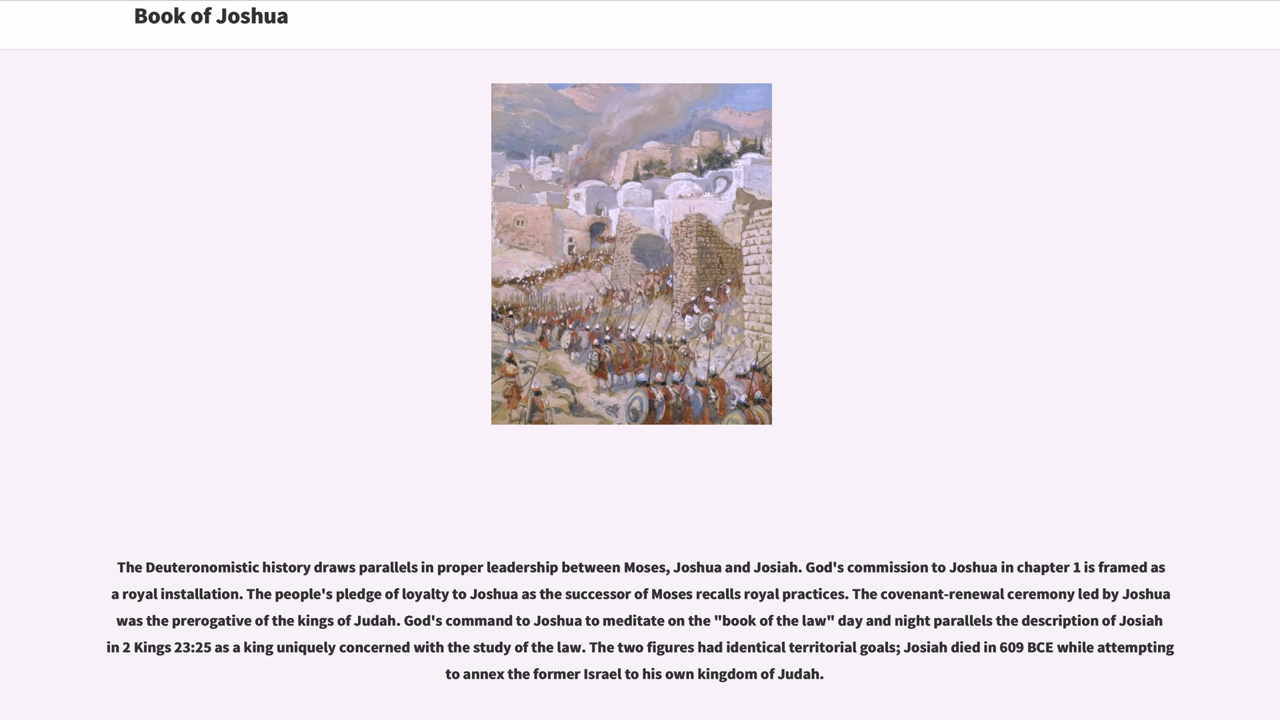 Book of Joshua
The Deuteronomistic history draws parallels in proper leadership between Moses, Joshua and Josiah. God's commission to Joshua in chapter 1 is framed as
a royal installation. The people's pledge of loyalty to Joshua as the successor of Moses recalls royal practices. The covenant-renewal ceremony led by Joshua
was the prerogative of the kings of Judah. God's command to Joshua to meditate on the "book of the law" day and night parallels the description of Josiah
in 2 Kings 23:25 as a king uniquely concerned with the study of the law. The two figures had identical territorial goals; Josiah died in 609 BCE while attempting
to annex the former Israel to his own kingdom of Judah.